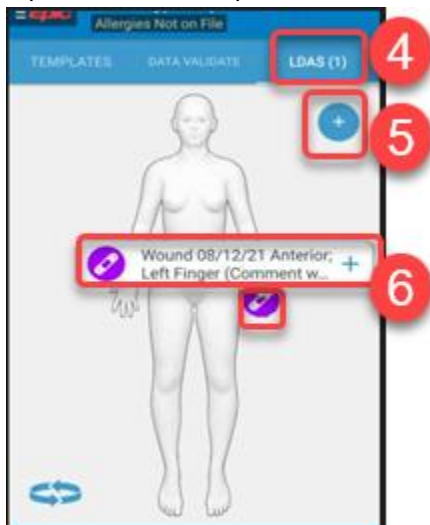 Epic
Allergies Not on File
TEMPLATES DATA VALIDATE LDAS (1)
4
+
5
Wound 08/12/21 Anterior; +
Left Finger (Comment w...
6